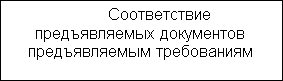 Соответствие
предъявляемых документов
предъявляемым требованиям